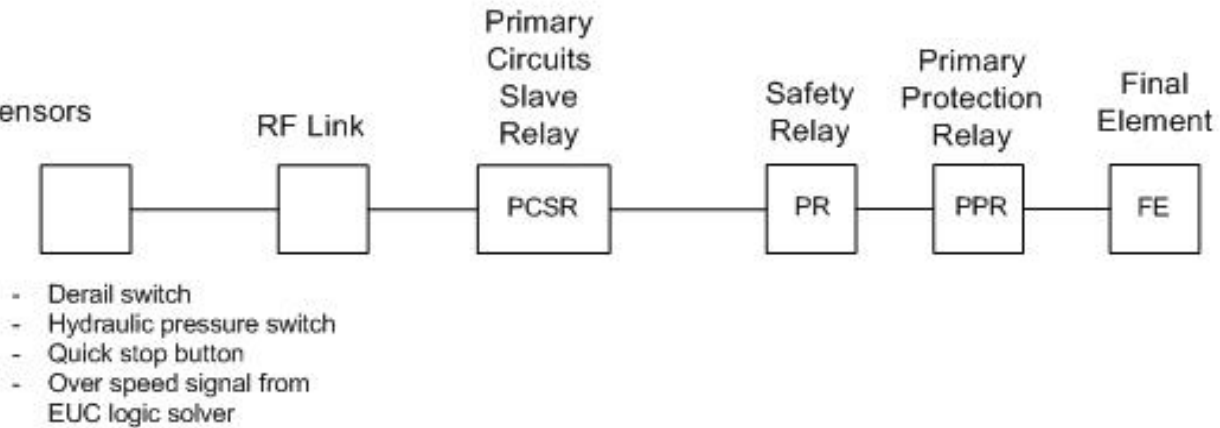 ensors
RF Link
Primary
Circuits
Slave
Relay
Safety
Relay
Primary
Protection
Relay
Final
Element
PCSR
PR
PPR
FE
- Derail switch
- Hydraulic pressure switch
- Quick stop button
- Over speed signal from
EUC logic solver